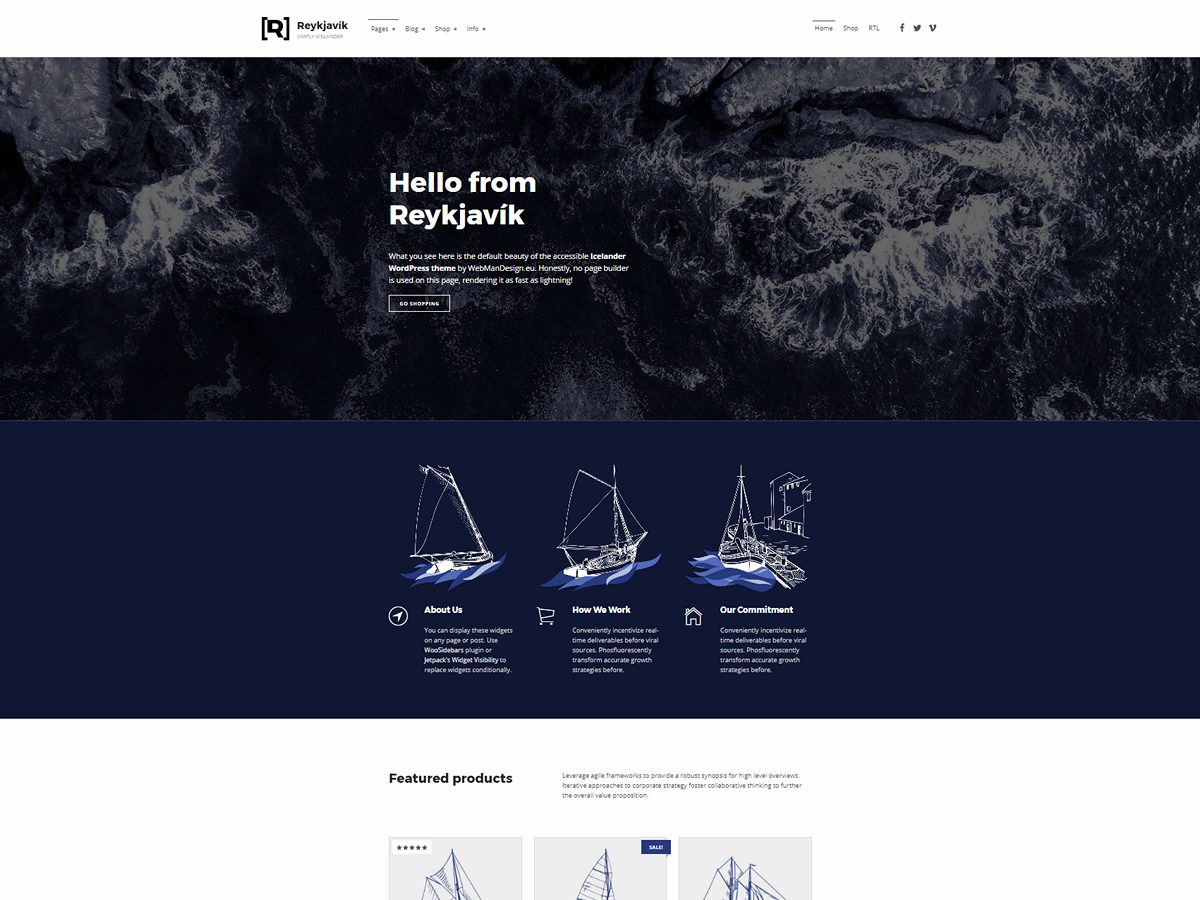 [R] Reykjavík
SIMPLY ICELANDER
Pages Blog Shop Info
Home Shop RTL
Hello from
Reykjavík
What you see here is the default beauty of the accessible Icelander
WordPress theme by WebManDesign.eu. Honestly, no page builder
is used on this page, rendering it as fast as lightning!
GO SHOPPING
About Us
You can display these widgets
on any page or post. Use
WooSidebars plugin or
Jetpack's Widget Visibility to
replace widgets conditionally.
How We Work
Conveniently incentivize real-
time deliverables before viral
sources. Phosfluorescently
transform accurate growth
strategies before.
Our Commitment
Conveniently incentivize real-
time deliverables before viral
sources. Phosfluorescently
transform accurate growth
strategies before.
Featured products
Leverage agile frameworks to provide a robust synopsis for high level overviews.
Iterative approaches to corporate strategy foster collaborative thinking to further
the overall value proposition.
★★★★★
SALE!